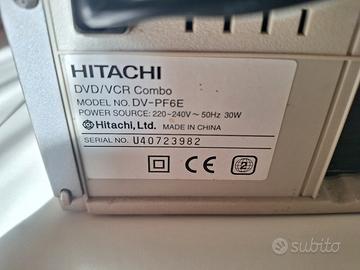 HITACHI
DVD/VCR Combo
MODEL NO. DV-PF6E
POWER SOURCE: 220-240V~50Hz 30W
Hitachi, Ltd. MADE IN CHINA
SERIAL NO. U40723982
CE
2
subito